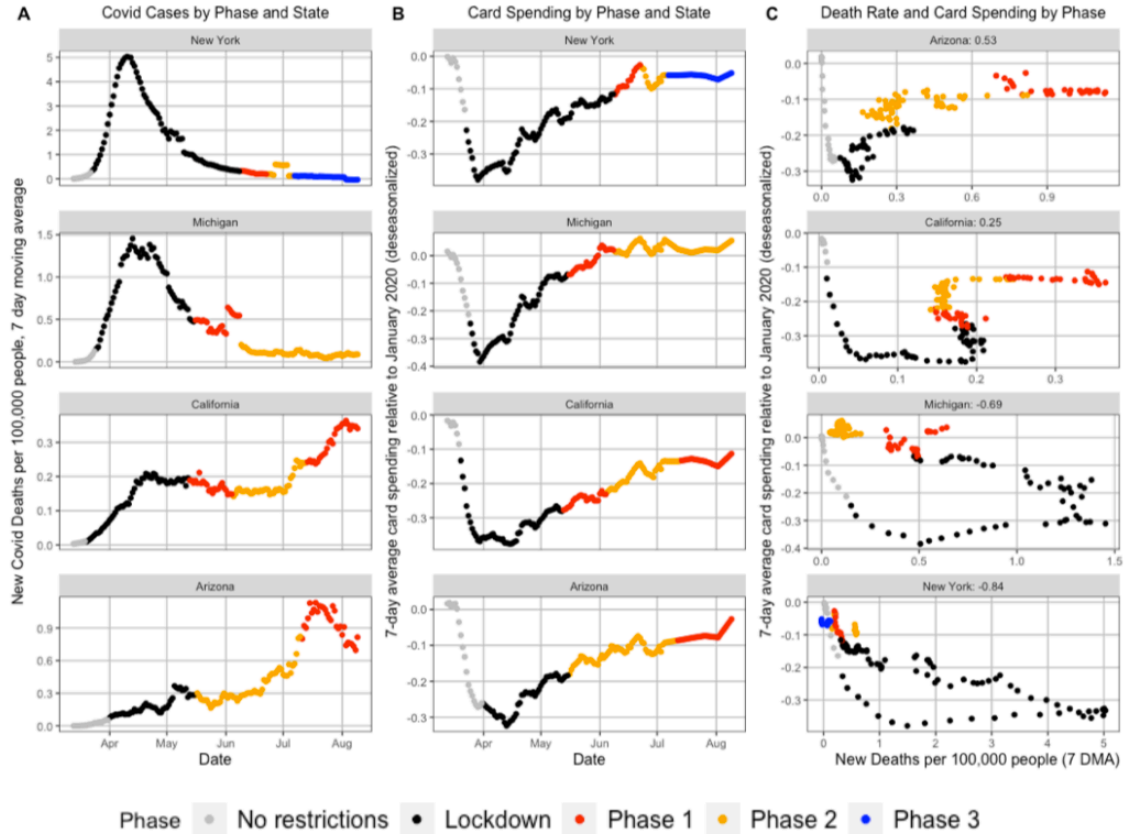 A Covid Cases by Phase and State
New Covid Deaths per 100,000 people, 7 day moving average
New York
5
4
3
2
1
0
Michigan
1.5
1.0
0.5
0.0
California
0.3
0.2
0.1
0.0
Arizona
0.9
0.6
0.3
0.0
Apr May Jun Jul Aug
Date
B Card Spending by Phase and State
7-day average card spending relative to January 2020 (deseasonalized)
New York
0.0
-0.1
-0.2
-0.3
Michigan
0.0
-0.1
-0.2
-0.3
-0.4
California
0.0
-0.1
-0.2
-0.3
Arizona
0.0
-0.1
-0.2
-0.3
Apr May Jun Jul Aug
Date
C Death Rate and Card Spending by Phase
7-day average card spending relative to January 2020 (deseasonalized)
Arizona: 0.53
0.0
-0.1
-0.2
-0.3
0.0 0.3 0.6 0.9
California: 0.25
0.0
-0.1
-0.2
-0.3
0.0 0.1 0.2 0.3
Michigan: -0.69
0.0
-0.1
-0.2
-0.3
-0.4
0.0 0.5 1.0 1.5
New York: -0.84
0.0
-0.1
-0.2
-0.3
0 1 2 3 4 5
New Deaths per 100,000 people (7 DMA)
Phase No restrictions Lockdown Phase 1 Phase 2 Phase 3